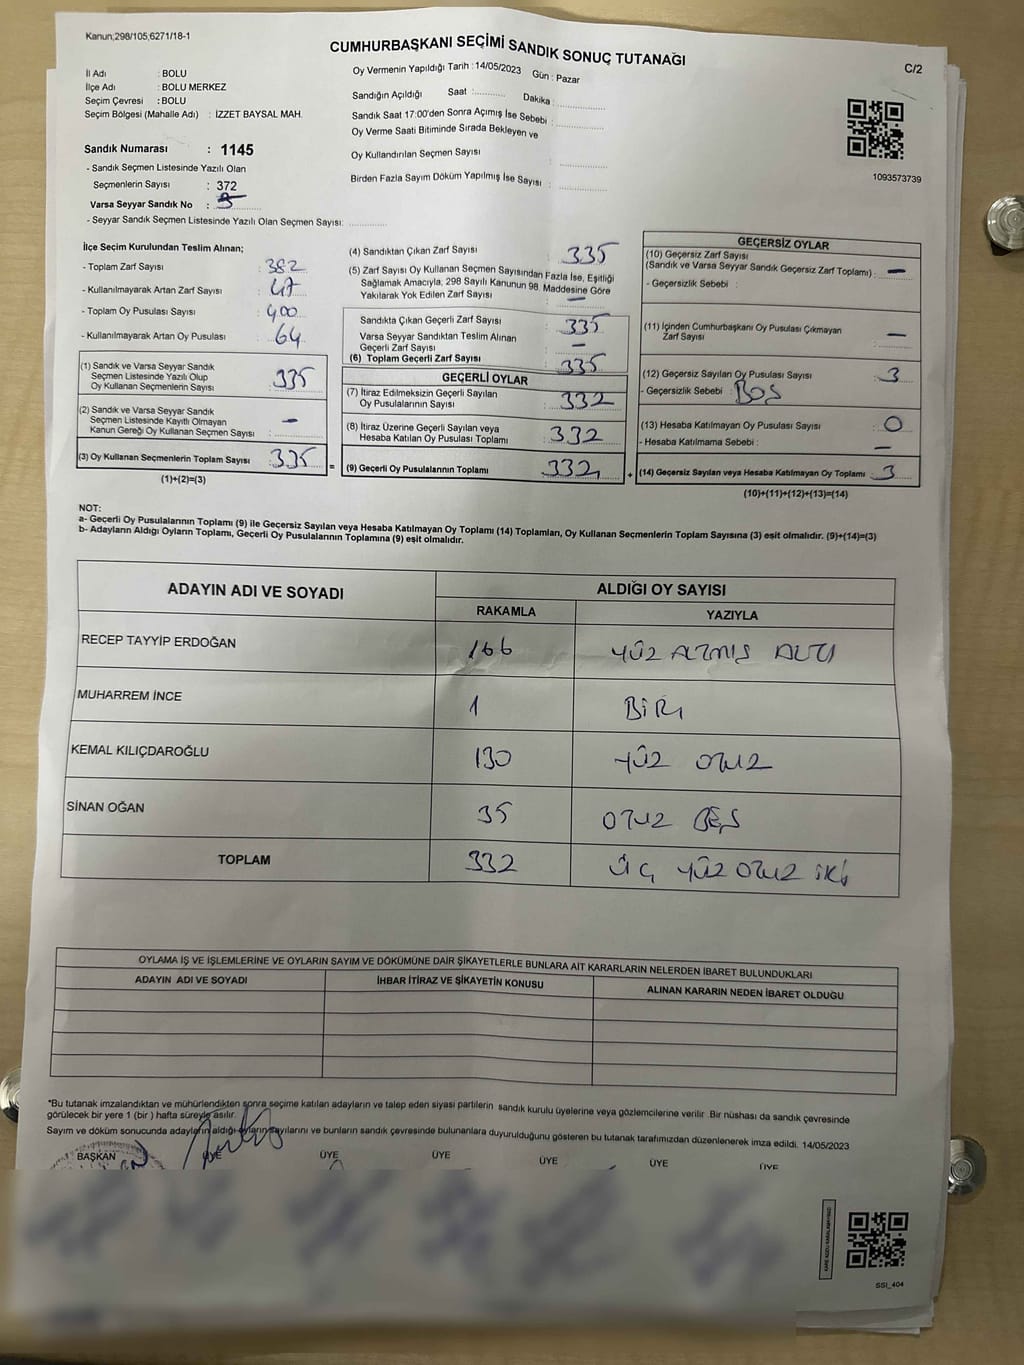 Kanun;298/105;6271/18-1
CUMHURBAŞKANI SEÇİMİ SANDIK SONUÇ TUTANAĞI
C/2
İl Adı : BOLU
İlçe Adı : BOLU MERKEZ
Seçim Çevresi : BOLU
Seçim Bölgesi (Mahalle Adı) : İZZET BAYSAL MAH.
Sandık Numarası : 1145
- Sandık Seçmen Listesinde Yazılı Olan
Seçmenlerin Sayısı : 372
Varsa Seyyar Sandık No :
- Seyyar Sandık Seçmen Listesinde Yazılı Olan Seçmen Sayısı:
Oy Vermenin Yapıldığı Tarih : 14/05/2023 Gün : Pazar
Sandığın Açıldığı Saat : Dakika :
Sandık Saat 17:00'den Sonra Açımış İse Sebebi :
Oy Verme Saati Bitiminde Sırada Bekleyen ve
Oy Kullandırılan Seçmen Sayısı :
Birden Fazla Sayım Döküm Yapılmış İse Sayısı :
1093573739
İlçe Seçim Kurulundan Teslim Alınan;
- Toplam Zarf Sayısı : 382
- Kullanılmayarak Artan Zarf Sayısı : 47
- Toplam Oy Pusulası Sayısı : 400
- Kullanılmayarak Artan Oy Pusulası : 64
(1) Sandık ve Varsa Seyyar Sandık
Seçmen Listesinde Yazılı Olup
Oy Kullanan Seçmenlerin Sayısı : 335
(2) Sandık ve Varsa Seyyar Sandık
Seçmen Listesinde Kayıtlı Olmayan
Kanun Gereği Oy Kullanan Seçmen Sayısı : -
(3) Oy Kullanan Seçmenlerin Toplam Sayısı : 335
(1)+(2)=(3)
=
(4) Sandıktan Çıkan Zarf Sayısı : 335
(5) Zarf Sayısı Oy Kullanan Seçmen Sayısından Fazla İse, Eşitliği
Sağlamak Amacıyla, 298 Sayılı Kanunun 98. Maddesine Göre
Yakılarak Yok Edilen Zarf Sayısı : -
Sandıkta Çıkan Geçerli Zarf Sayısı : 335
Varsa Seyyar Sandıktan Teslim Alınan
Geçerli Zarf Sayısı : -
(6) Toplam Geçerli Zarf Sayısı : 335
GEÇERLİ OYLAR
(7) İtiraz Edilmeksizin Geçerli Sayılan
Oy Pusulalarının Sayısı : 332
(8) İtiraz Üzerine Geçerli Sayılan veya
Hesaba Katılan Oy Pusulası Toplamı : 332
(9) Geçerli Oy Pusulalarının Toplamı : 332
+
GEÇERSİZ OYLAR
(10) Geçersiz Zarf Sayısı
(Sandık ve Varsa Seyyar Sandık Geçersiz Zarf Toplamı) : -
- Geçersizlik Sebebi :
(11) İçinden Cumhurbaşkanı Oy Pusulası Çıkmayan
Zarf Sayısı : -
(12) Geçersiz Sayılan Oy Pusulası Sayısı : 3
- Geçersizlik Sebebi : BOŞ
(13) Hesaba Katılmayan Oy Pusulası Sayısı : 0
- Hesaba Katılmama Sebebi : -
(14) Geçersiz Sayılan veya Hesaba Katılmayan Oy Toplamı : 3
(10)+(11)+(12)+(13)=(14)
NOT:
a- Geçerli Oy Pusulalarının Toplamı (9) ile Geçersiz Sayılan veya Hesaba Katılmayan Oy Toplamı (14) Toplamları, Oy Kullanan Seçmenlerin Toplam Sayısına (3) eşit olmalıdır. (9)+(14)=(3)
b- Adayların Aldığı Oyların Toplamı, Geçerli Oy Pusulalarının Toplamına (9) eşit olmalıdır.
ADAYIN ADI VE SOYADI ALDIĞI OY SAYISI
RAKAMLA YAZIYLA
RECEP TAYYİP ERDOĞAN 166 YÜZ ALTMIŞ ALTI
MUHARREM İNCE 1 BİR
KEMAL KILIÇDAROĞLU 130 YÜZ OTUZ
SİNAN OĞAN 35 OTUZ BEŞ
TOPLAM 332 ÜÇ YÜZ OTUZ İKİ
OYLAMA İŞ VE İŞLEMLERİNE VE OYLARIN SAYIM VE DÖKÜMÜNE DAİR ŞİKAYETLERLE BUNLARA AİT KARARLARIN NELERDEN İBARET BULUNDUKLARI
ADAYIN ADI VE SOYADI İHBAR İTİRAZ VE ŞİKAYETİN KONUSU ALINAN KARARIN NEDEN İBARET OLDUĞU
*Bu tutanak imzalandıktan ve mühürlendikten sonra seçime katılan adayların ve talep eden siyasi partilerin sandık kurulu üyelerine veya gözlemcilerine verilir. Bir nüshası da sandık çevresinde
görülecek bir yere 1 (bir ) hafta süreyle asılır.
Sayım ve döküm sonucunda adayların aldığı oyların sayılarını ve bunların sandık çevresinde bulunanlara duyurulduğunu gösteren bu tutanak tarafımızdan düzenlenerek imza edildi. 14/05/2023
BAŞKAN ÜYE ÜYE ÜYE ÜYE ÜYE ÜYE
SSI_404